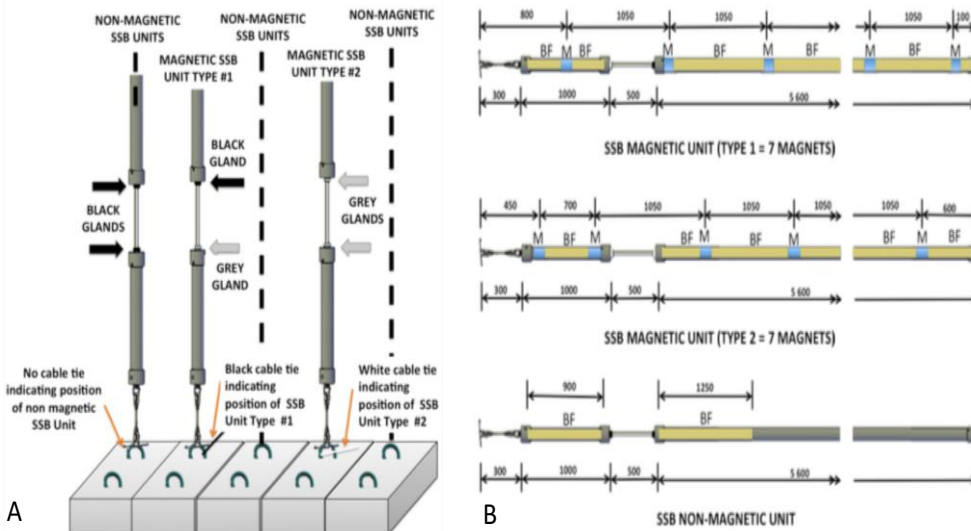 NON-MAGNETIC
SSB UNITS
NON-MAGNETIC
SSB UNITS
NON-MAGNETIC
SSB UNITS
MAGNETIC SSB
UNIT TYPE #1
MAGNETIC SSB
UNIT TYPE #2
BLACK
GLAND
BLACK
GLANDS
GREY
GLANDS
GREY
GLAND
No cable tie
indicating position
of non magnetic
SSB Unit
Black cable tie
indicating
position of SSB
Unit Type #1
White cable tie
indicating
position of SSB
Unit Type #2
A
800 1050 1050 1050 100
BF M BF M BF M BF M BF M
300 1000 500 5 600
SSB MAGNETIC UNIT (TYPE 1 = 7 MAGNETS)
450 700 1050 1050 1050 600
M BF M BF M BF M BF M BF
300 1000 500 5 600
SSB MAGNETIC UNIT (TYPE 2 = 7 MAGNETS)
900 1250
BF BF
300 1000 500 5 600
SSB NON-MAGNETIC UNIT
B